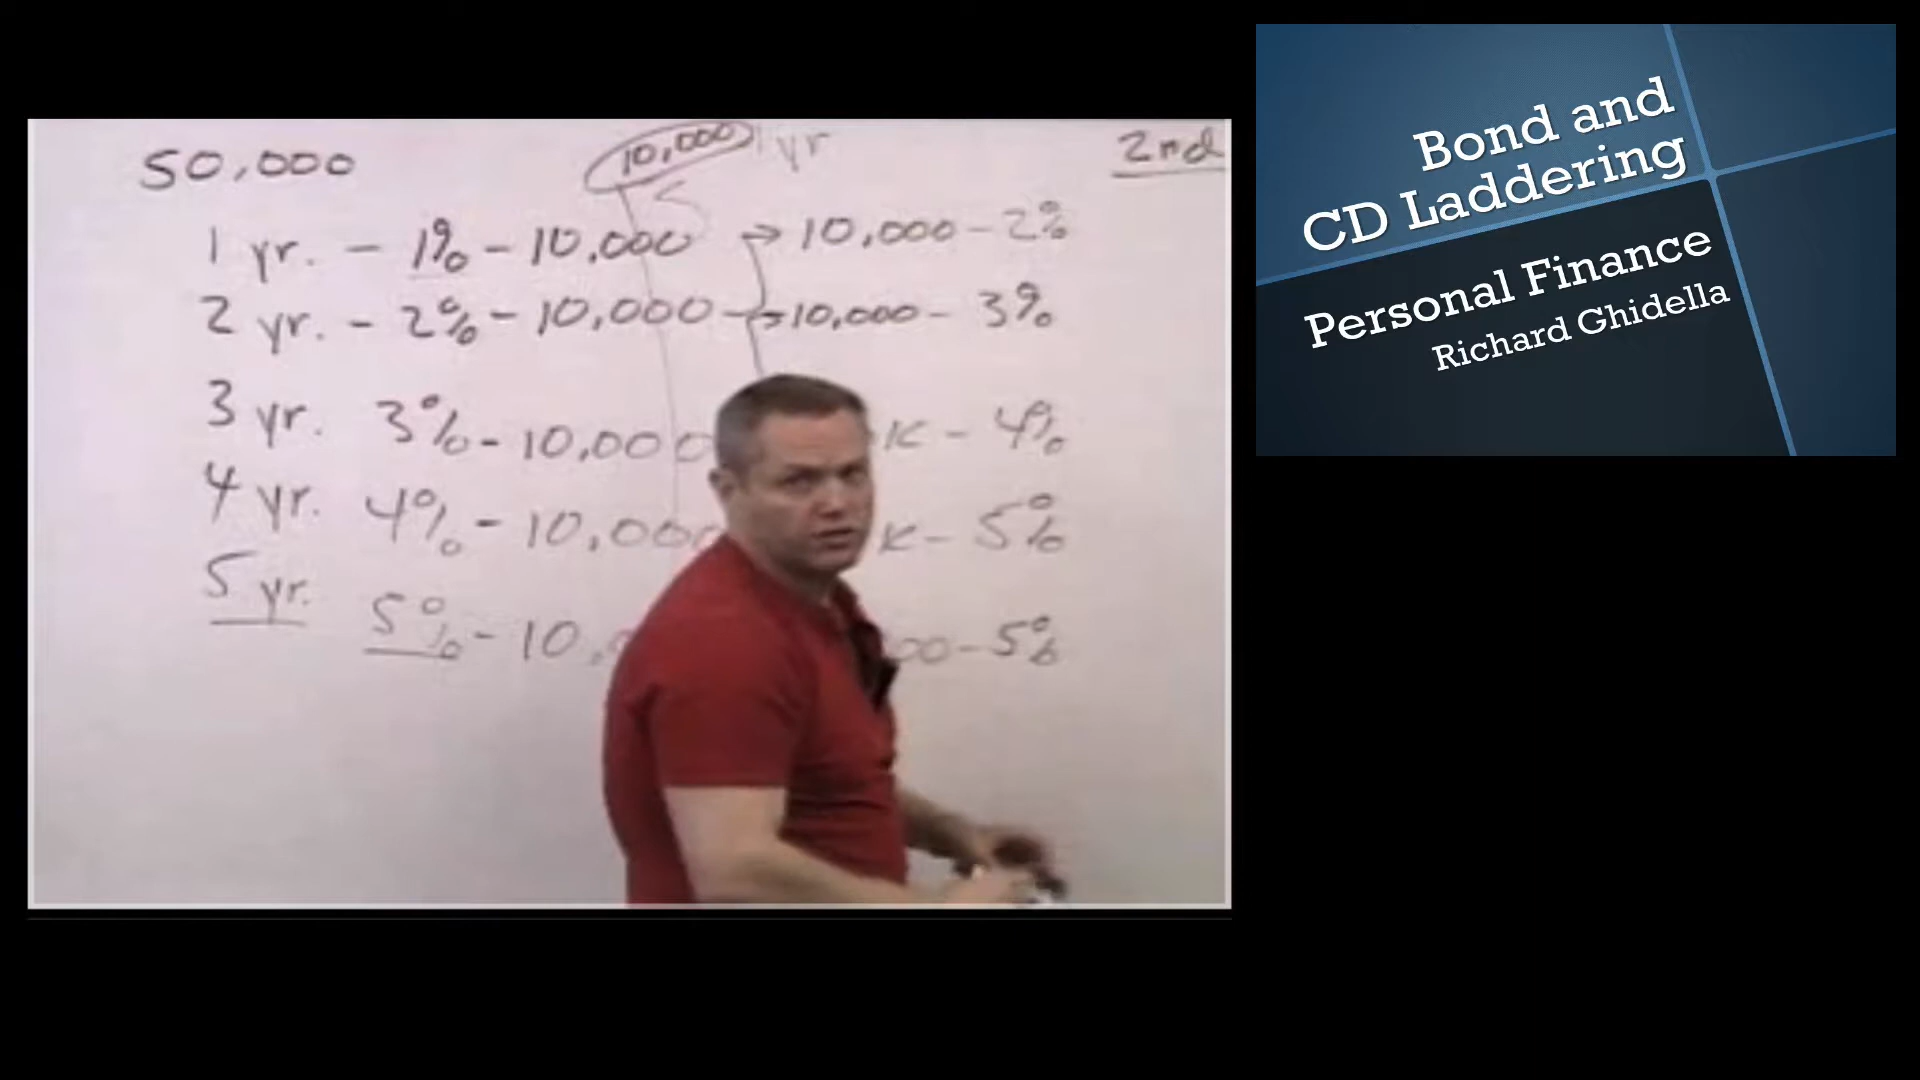 50,000
10,000 1 yr
2nd
1 yr. - 1% - 10,000 → 10,000 - 2%
2 yr. - 2% - 10,000 → 10,000 - 3%
3 yr. 3% - 10,000 K - 4%
4 yr. 4% - 10,000 K - 5%
5 yr. 5% - 10, 00 - 5%
Bond and
CD Laddering
Personal Finance
Richard Ghidella